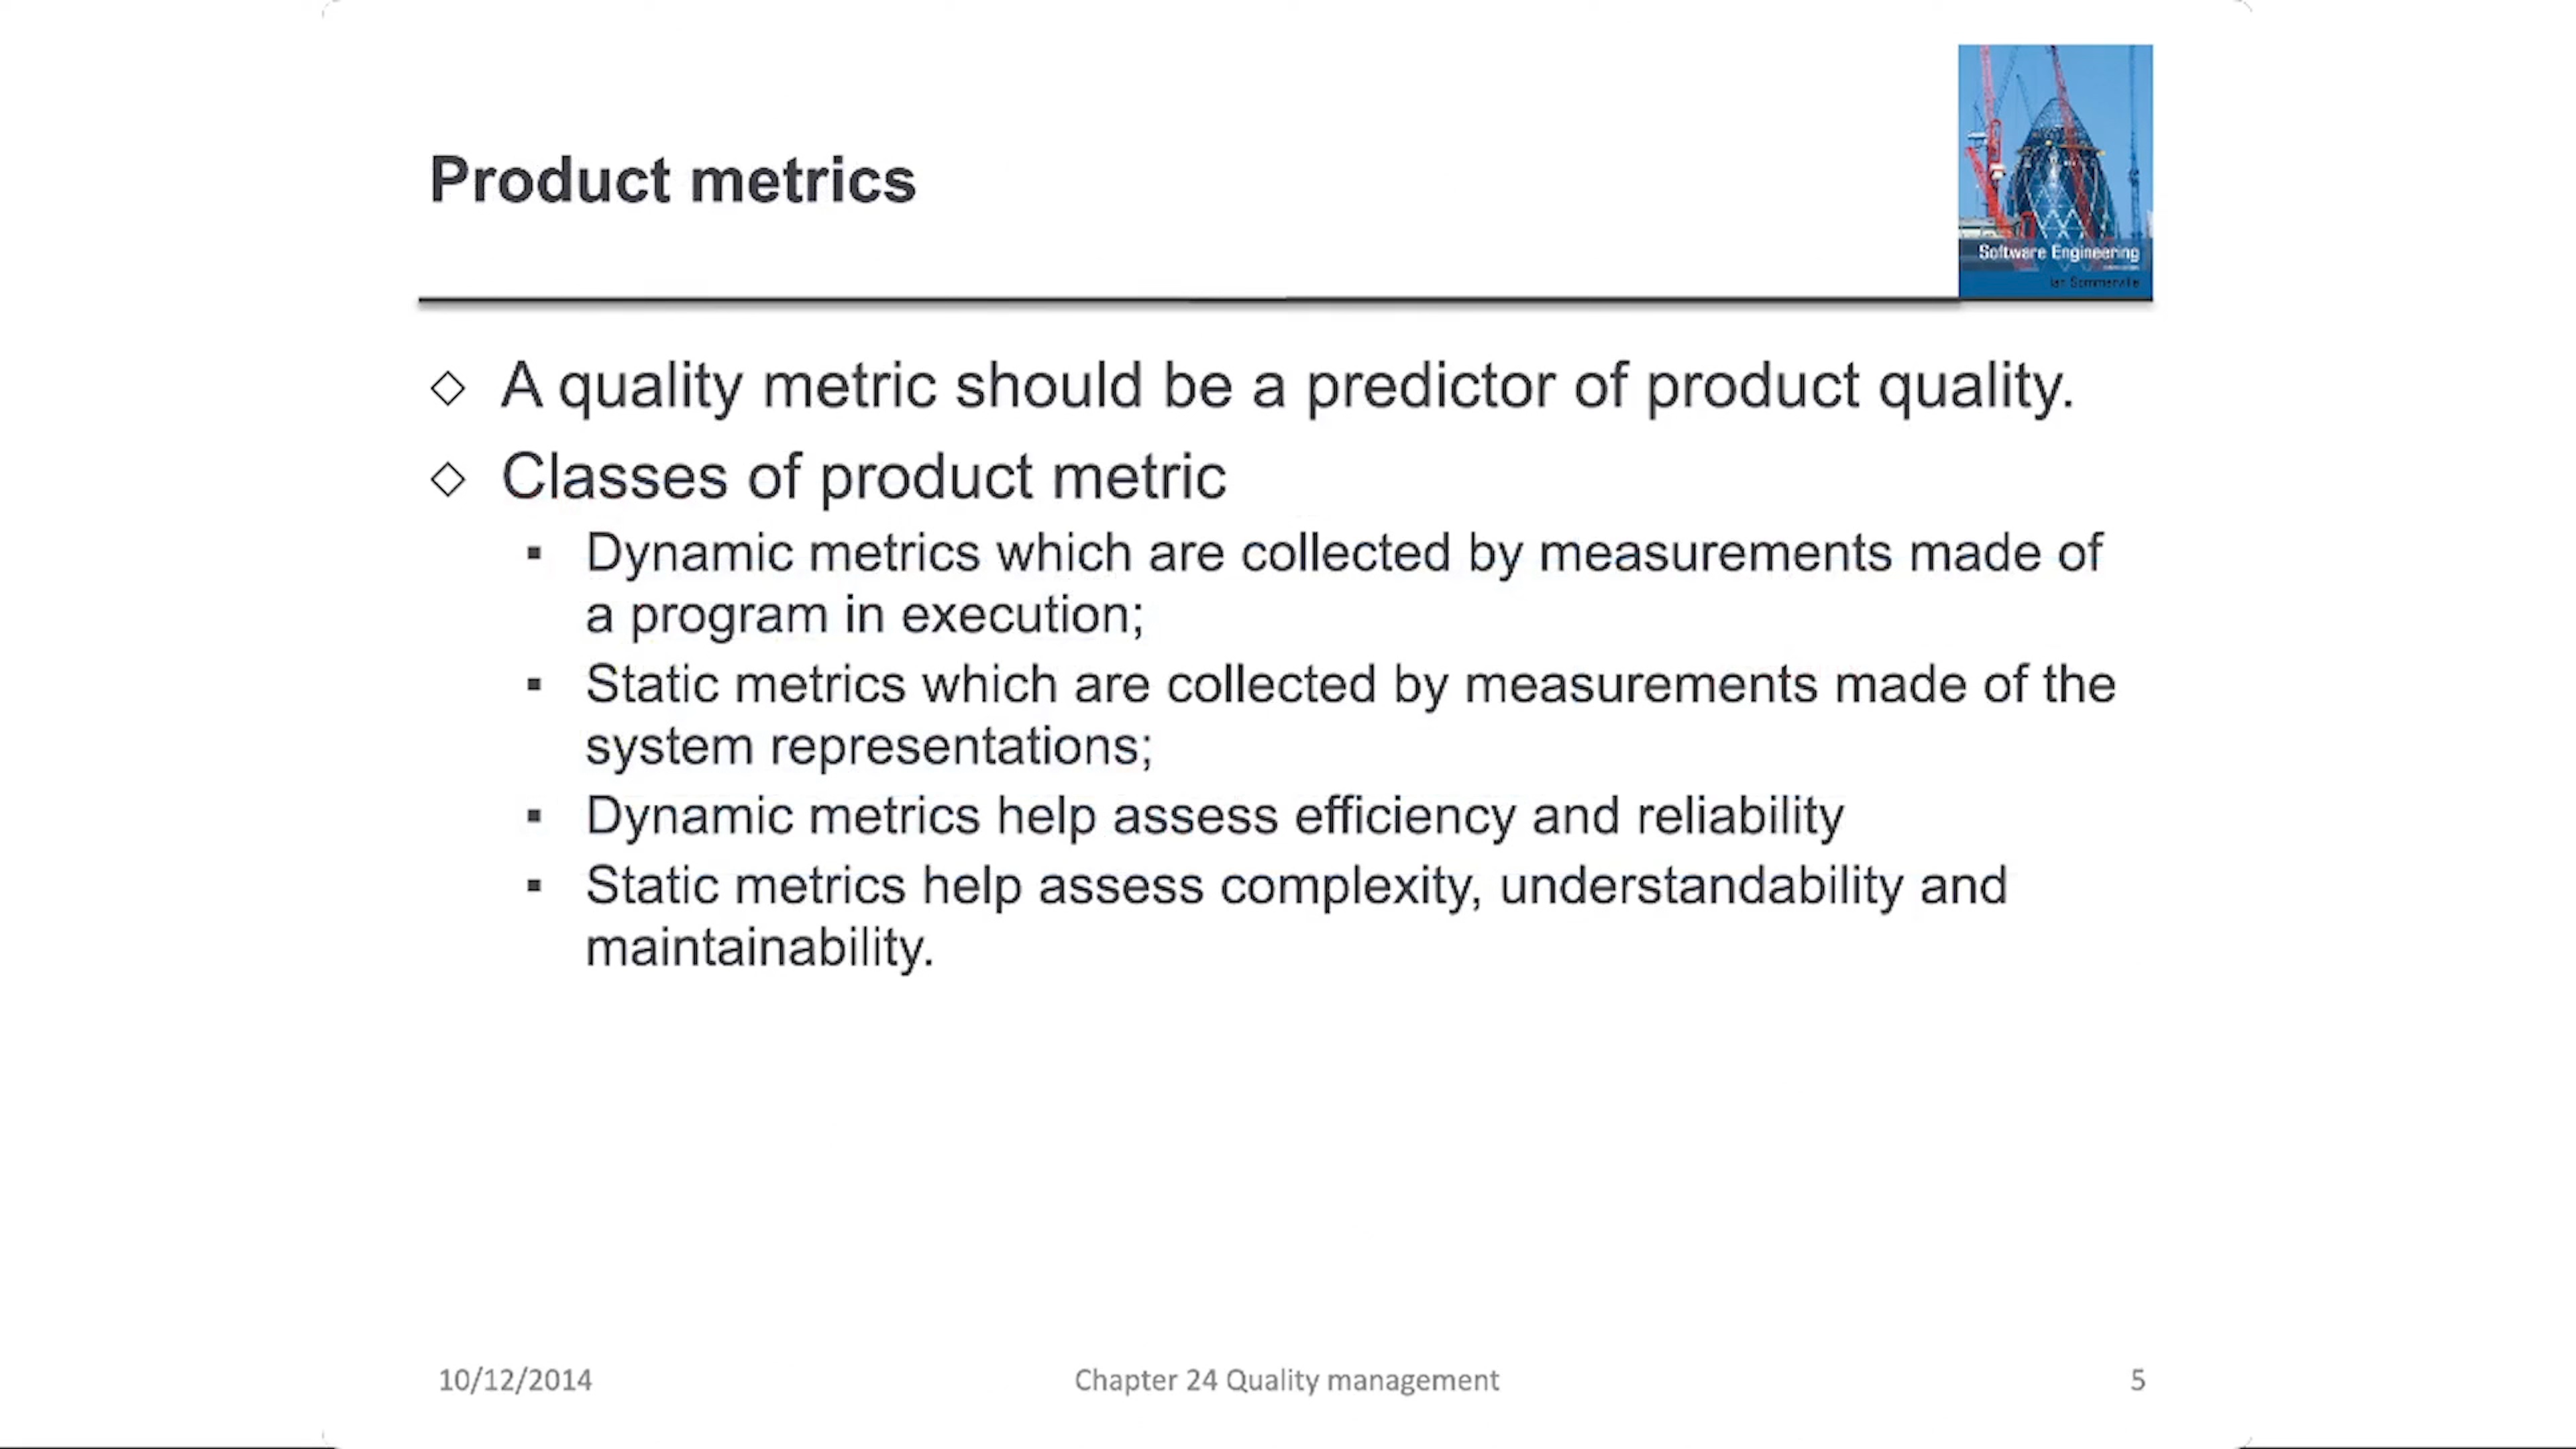 Product metrics
Software Engineering
Ian Sommerville
◇ A quality metric should be a predictor of product quality.
◇ Classes of product metric
▪ Dynamic metrics which are collected by measurements made of
a program in execution;
▪ Static metrics which are collected by measurements made of the
system representations;
▪ Dynamic metrics help assess efficiency and reliability
▪ Static metrics help assess complexity, understandability and
maintainability.
10/12/2014
Chapter 24 Quality management
5